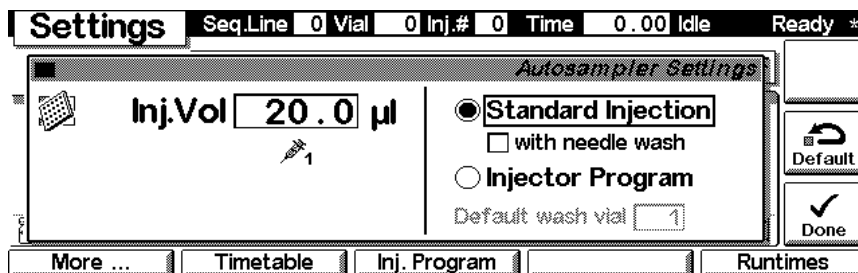 Settings Seq.Line 0 Vial 0 Inj.# 0 Time 0.00 Idle Ready *
Autosampler Settings
Inj.Vol 20.0 µl
1
Standard Injection
with needle wash
Injector Program
Default wash vial 1
Default
Done
More ... Timetable Inj. Program Runtimes